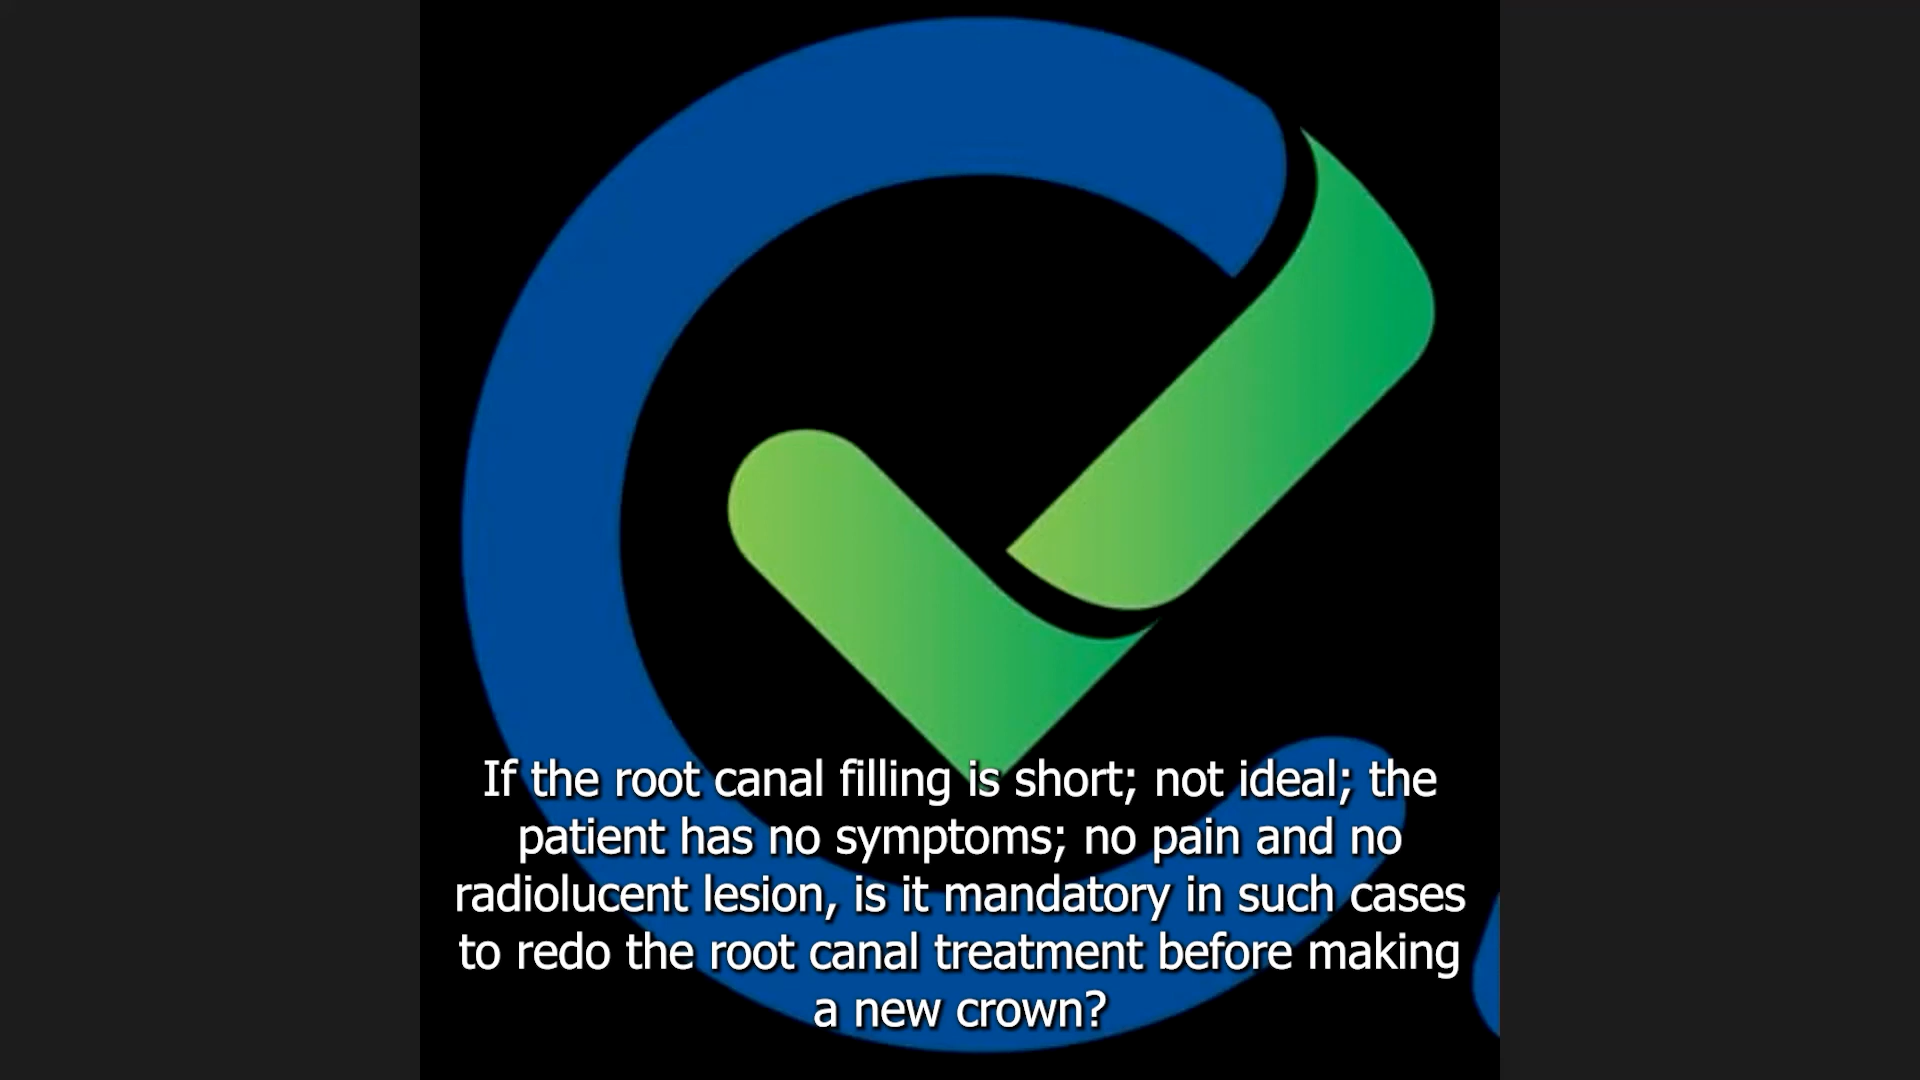 If the root canal filling is short; not ideal; the
patient has no symptoms; no pain and no
radiolucent lesion, is it mandatory in such cases
to redo the root canal treatment before making
a new crown?